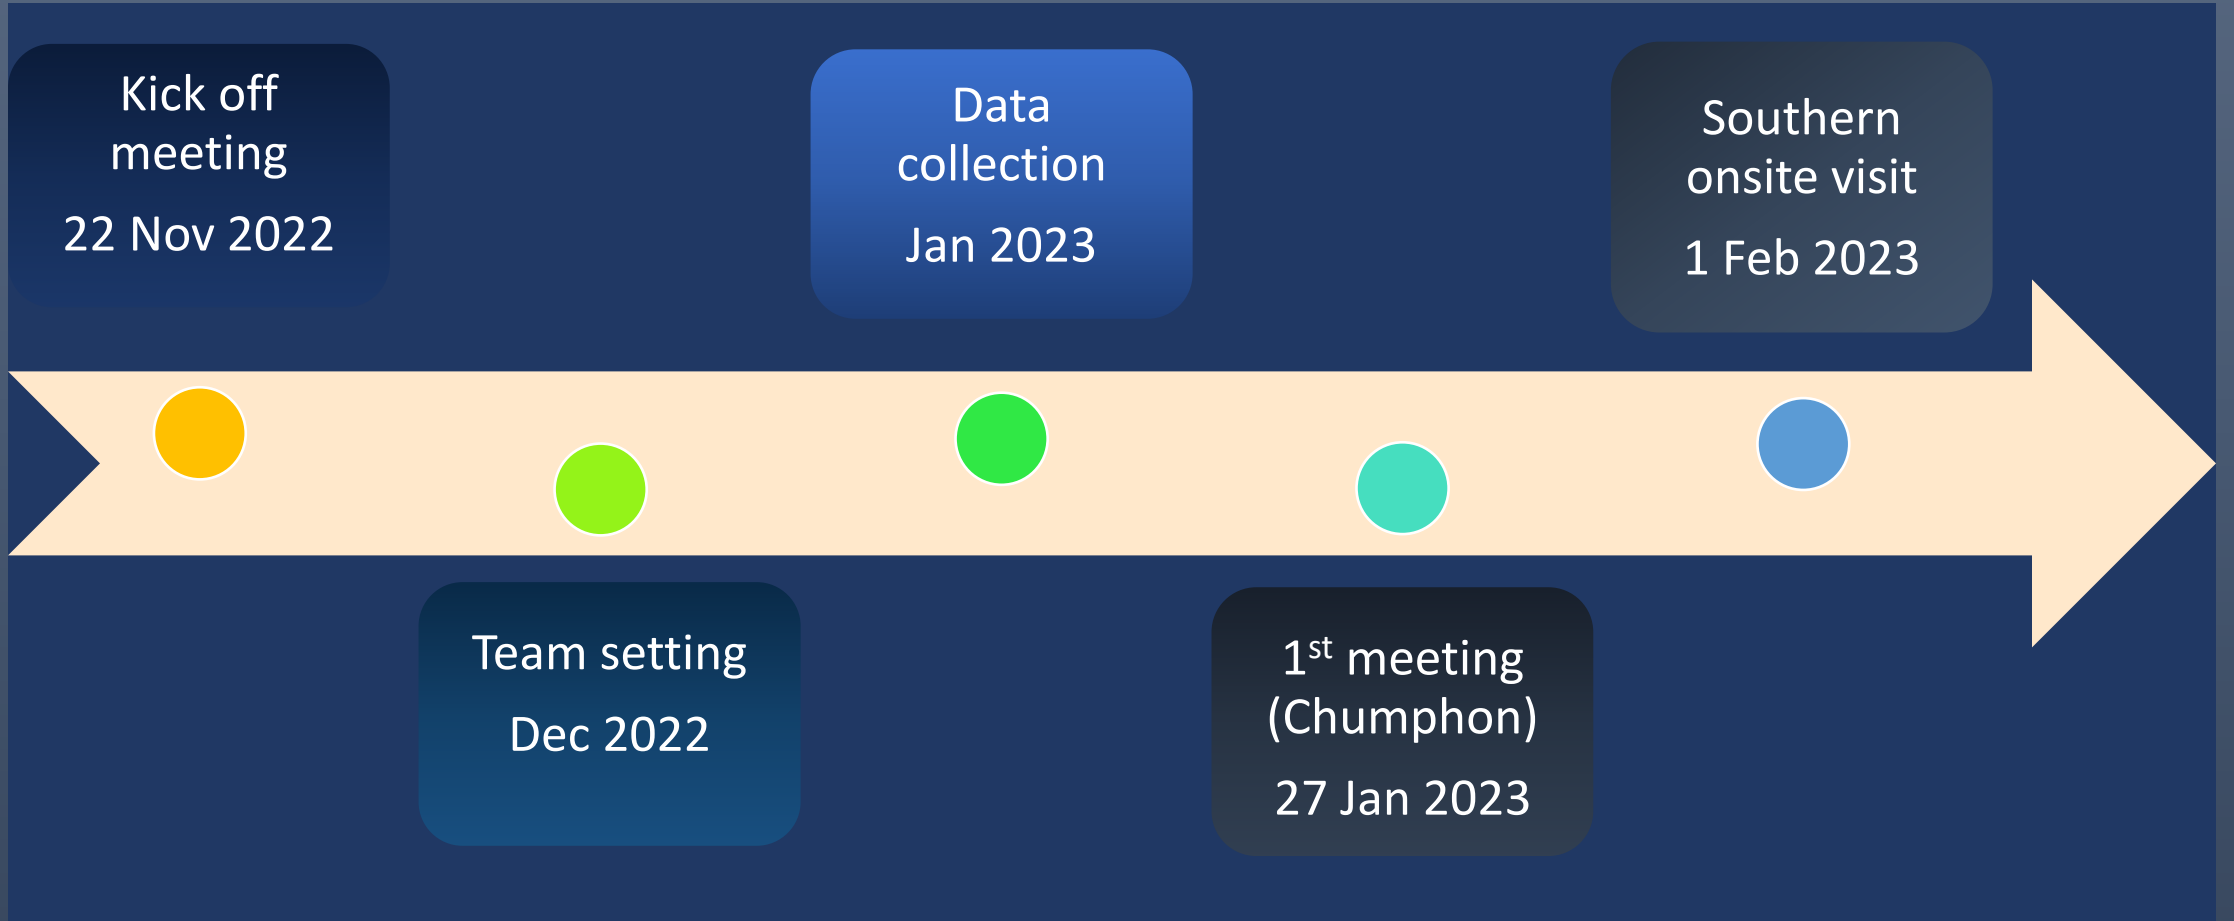 Kick off
meeting
22 Nov 2022
Team setting
Dec 2022
Data
collection
Jan 2023
1st meeting
(Chumphon)
27 Jan 2023
Southern
onsite visit
1 Feb 2023